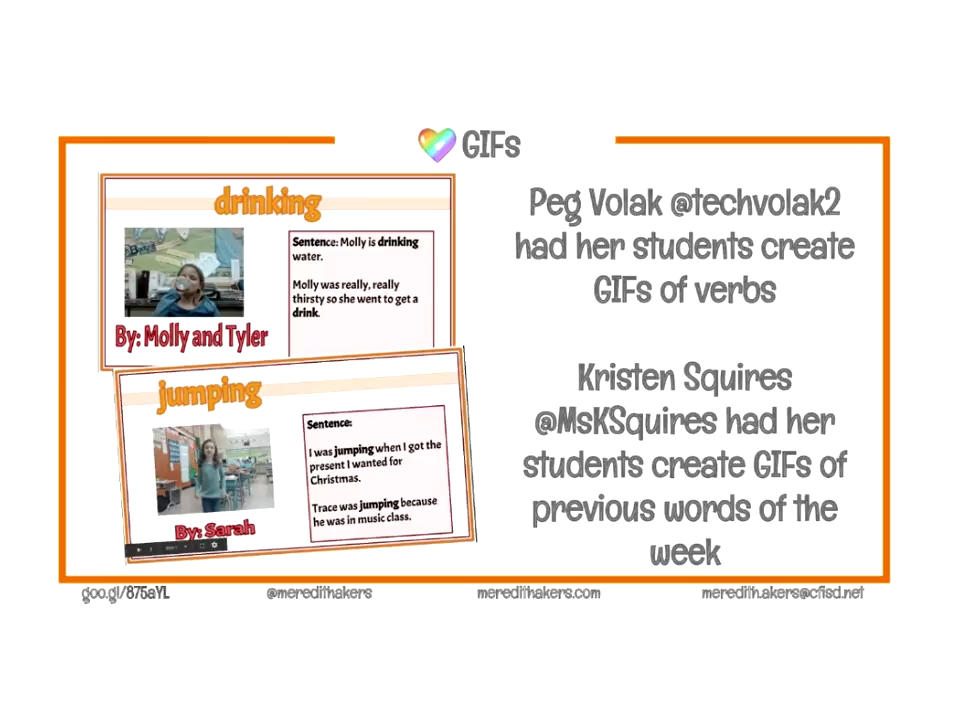 GIFs
drinking
Sentence: Molly is drinking
water.
Molly was really, really
thirsty so she went to get a
drink.
By: Molly and Tyler
jumping
Sentence:
I was jumping when I got the
present I wanted for
Christmas.
Trace was jumping because
he was in music class.
By: Sarah
Peg Volak @techvolak2
had her students create
GIFs of verbs
Kristen Squires
@MsKSquires had her
students create GIFs of
previous words of the
week
goo.gl/875aYL
@meredithakers
meredithakers.com
meredith.akers@cfisd.net